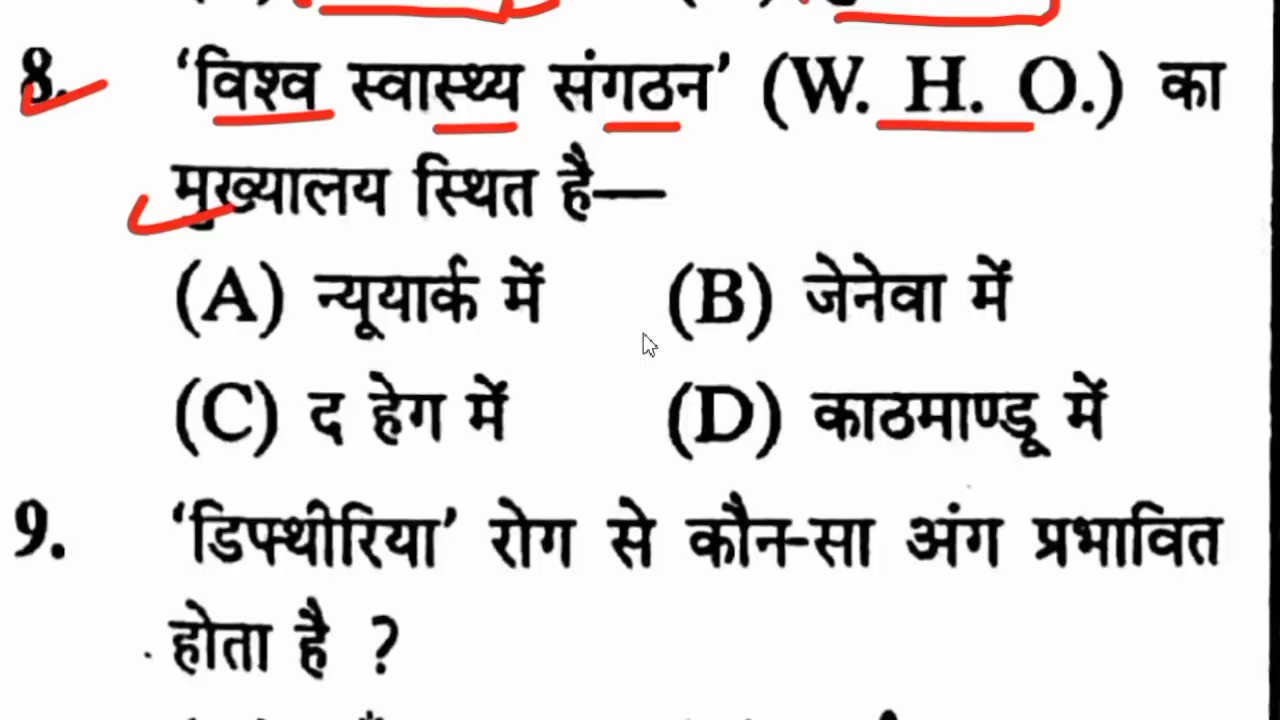 8. ‘विश्व स्वास्थ्य संगठन’ (W. H. O.) का
मुख्यालय स्थित है—
(A) न्यूयार्क में (B) जेनेवा में
(C) द हेग में (D) काठमाण्डू में
9. ‘डिफ्थीरिया’ रोग से कौन-सा अंग प्रभावित
होता है ?